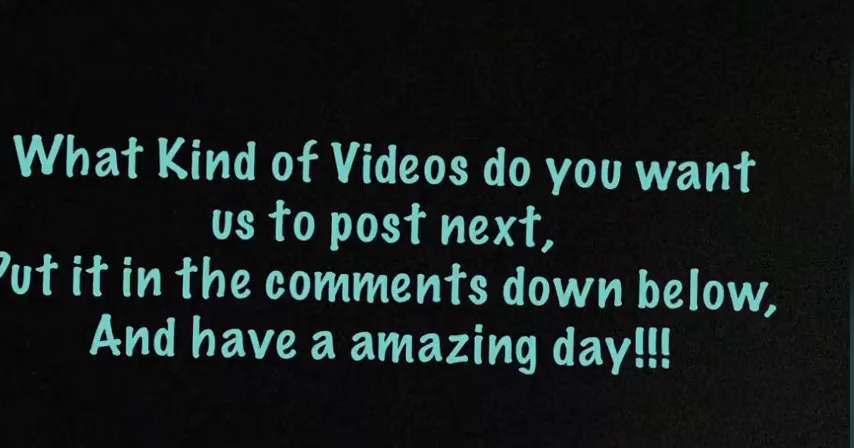 What Kind of Videos do you want
us to post next,
Put it in the comments down below,
And have a amazing day!!!